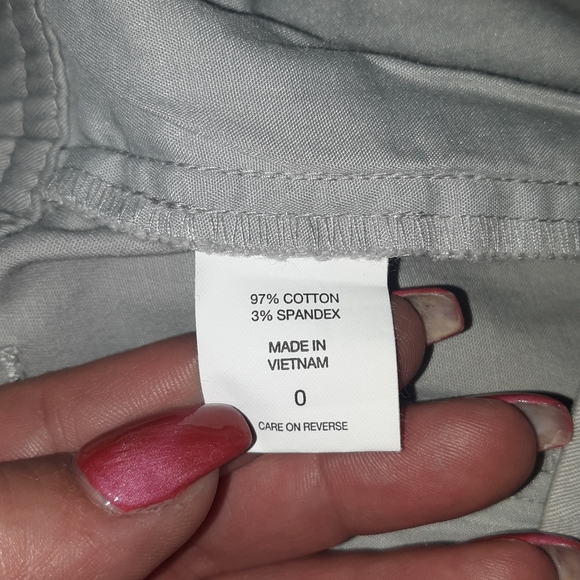 97% COTTON
3% SPANDEX
MADE IN
VIETNAM
0
CARE ON REVERSE